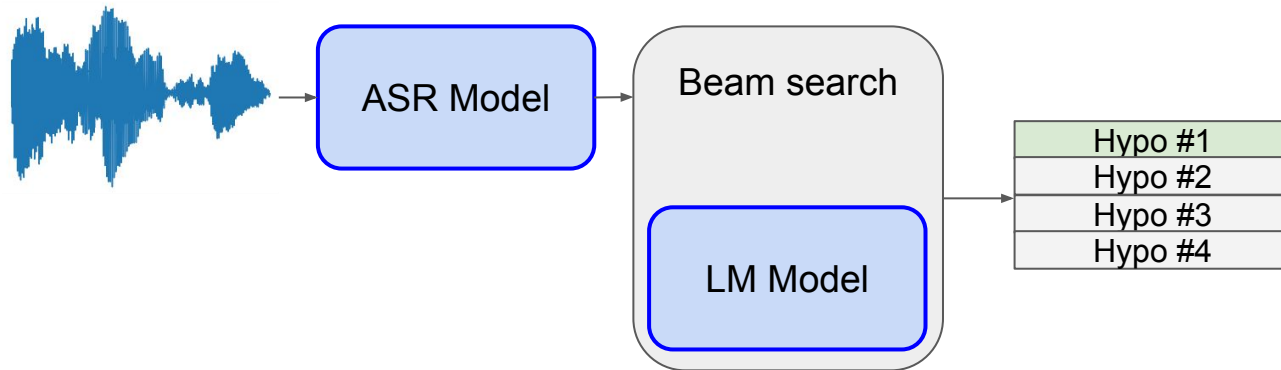 ASR Model
Beam search
LM Model
Hypo #1
Hypo #2
Hypo #3
Hypo #4